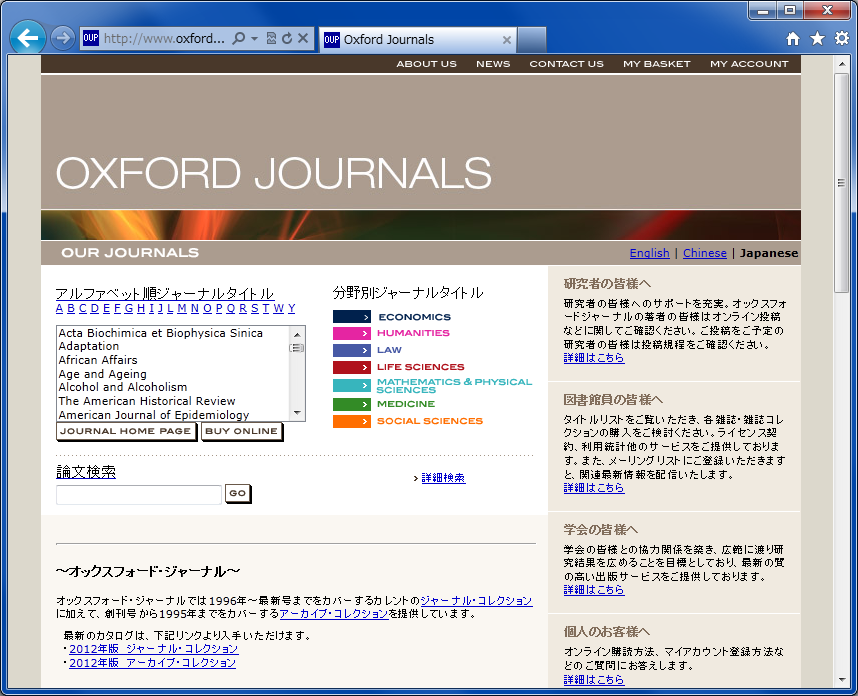 OUP http://www.oxford...
OUP Oxford Journals
ABOUT US NEWS CONTACT US MY BASKET MY ACCOUNT
OXFORD JOURNALS
OUR JOURNALS
English | Chinese | Japanese
アルファベット順ジャーナルタイトル
A B C D E F G H I J L M N O P Q R S T W Y
Acta Biochimica et Biophysica Sinica
Adaptation
African Affairs
Age and Ageing
Alcohol and Alcoholism
The American Historical Review
American Journal of Epidemiology
JOURNAL HOME PAGE BUY ONLINE
分野別ジャーナルタイトル
ECONOMICS
HUMANITIES
LAW
LIFE SCIENCES
MATHEMATICS & PHYSICAL
SCIENCES
MEDICINE
SOCIAL SCIENCES
論文検索
GO
詳細検索
～オックスフォード・ジャーナル～
オックスフォード・ジャーナルでは1996年～最新号までをカバーするカレントのジャーナル・コレクション
に加えて、創刊号から1995年までをカバーするアーカイブ・コレクションを提供しています。
最新のカタログは、下記リンクより入手いただけます。
・2012年版 ジャーナル・コレクション
・2012年版 アーカイブ・コレクション
研究者の皆様へ
研究者の皆様へのサポートを充実。オックスフォ
ードジャーナルの著者の皆様はオンライン投稿
などに関してご確認ください。ご投稿をご予定の
研究者の皆様は投稿規程をご確認ください。
詳細はこちら
図書館員の皆様へ
タイトルリストをご覧いただき、各雑誌・雑誌コレ
クションの購入をご検討ください。ライセンス契
約、利用統計他のサービスをご提供しておりま
す。また、メーリングリストにご登録いただきます
と、関連最新情報を配信いたします。
詳細はこちら
学会の皆様へ
学会の皆様との協力関係を築き、広範に渡り研
究結果を広めることを目標としており、最新の質
の高い出版サービスをご提供しております。
詳細はこちら
個人のお客様へ
オンライン購読方法、マイアカウント登録方法な
どのご質問にお答えします。
詳細はこちら